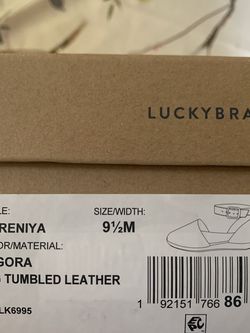 LUCKYBRA
LE: SIZE/WIDTH:
RENIYA 9½M
OR/MATERIAL:
GORA
G TUMBLED LEATHER
1 92151 766 86
LK6995